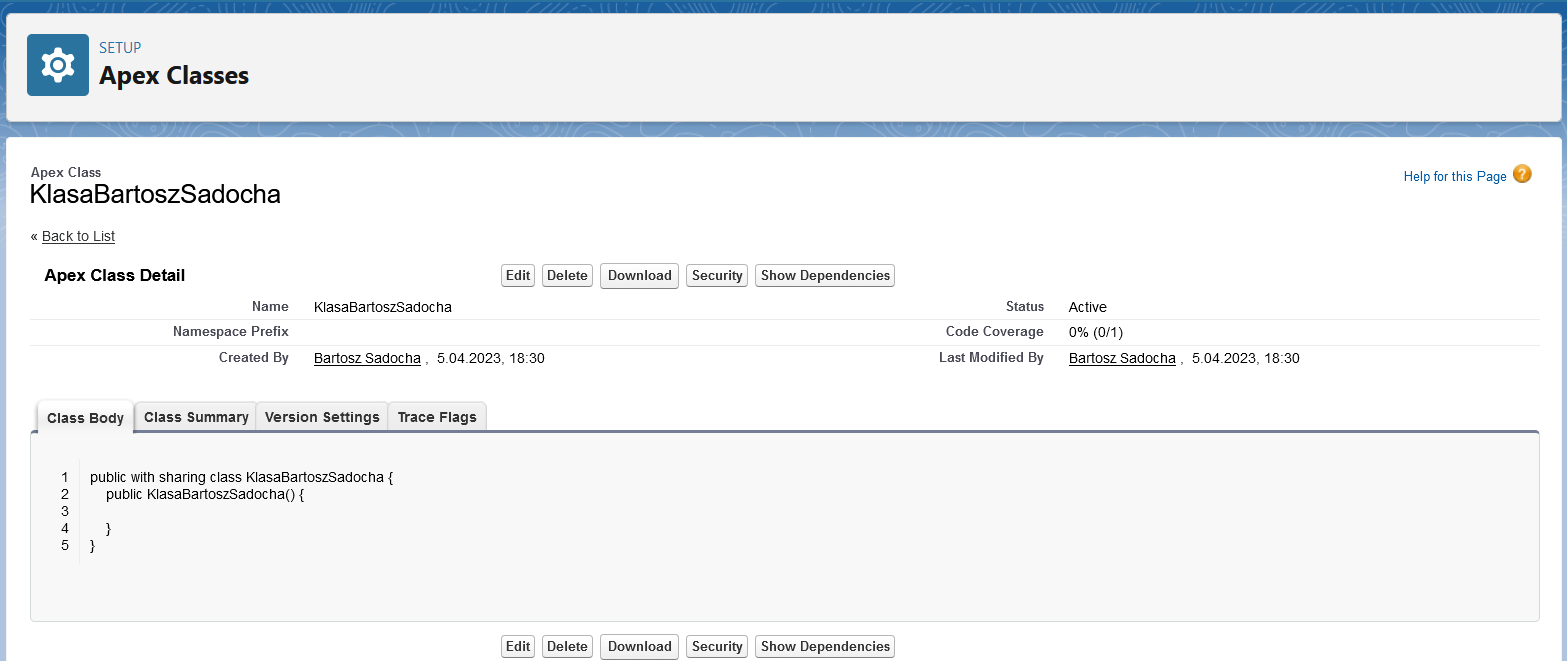 SETUP
Apex Classes
Apex Class
KlasaBartoszSadocha
Help for this Page ?
« Back to List
Apex Class Detail Edit Delete Download Security Show Dependencies
Name KlasaBartoszSadocha Status Active
Namespace Prefix Code Coverage 0% (0/1)
Created By Bartosz Sadocha , 5.04.2023, 18:30 Last Modified By Bartosz Sadocha , 5.04.2023, 18:30
Class Body Class Summary Version Settings Trace Flags
1 public with sharing class KlasaBartoszSadocha {
2 public KlasaBartoszSadocha() {
3
4 }
5 }
Edit Delete Download Security Show Dependencies